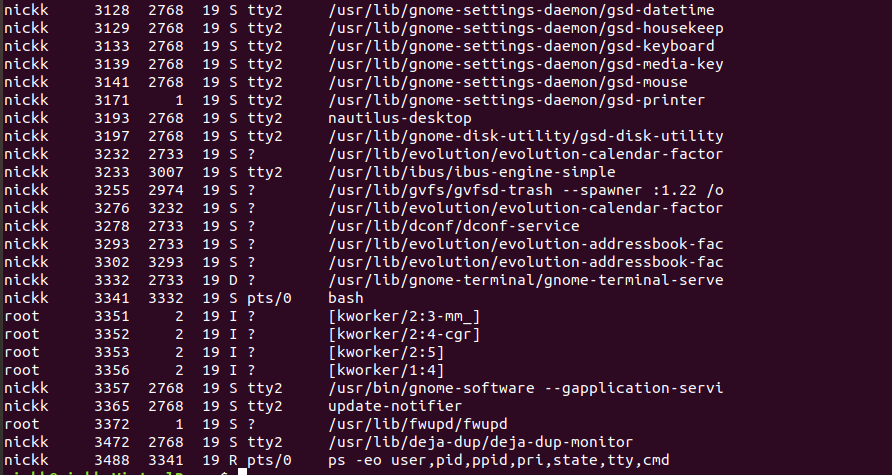 nickk 3128 2768 19 S tty2 /usr/lib/gnome-settings-daemon/gsd-datetime
nickk 3129 2768 19 S tty2 /usr/lib/gnome-settings-daemon/gsd-housekeep
nickk 3133 2768 19 S tty2 /usr/lib/gnome-settings-daemon/gsd-keyboard
nickk 3139 2768 19 S tty2 /usr/lib/gnome-settings-daemon/gsd-media-key
nickk 3141 2768 19 S tty2 /usr/lib/gnome-settings-daemon/gsd-mouse
nickk 3171 1 19 S tty2 /usr/lib/gnome-settings-daemon/gsd-printer
nickk 3193 2768 19 S tty2 nautilus-desktop
nickk 3197 2768 19 S tty2 /usr/lib/gnome-disk-utility/gsd-disk-utility
nickk 3232 2733 19 S ? /usr/lib/evolution/evolution-calendar-factor
nickk 3233 3007 19 S tty2 /usr/lib/ibus/ibus-engine-simple
nickk 3255 2974 19 S ? /usr/lib/gvfs/gvfsd-trash --spawner :1.22 /o
nickk 3276 3232 19 S ? /usr/lib/evolution/evolution-calendar-factor
nickk 3278 2733 19 S ? /usr/lib/dconf/dconf-service
nickk 3293 2733 19 S ? /usr/lib/evolution/evolution-addressbook-fac
nickk 3302 3293 19 S ? /usr/lib/evolution/evolution-addressbook-fac
nickk 3332 2733 19 D ? /usr/lib/gnome-terminal/gnome-terminal-serve
nickk 3341 3332 19 S pts/0 bash
root 3351 2 19 I ? [kworker/2:3-mm_]
root 3352 2 19 I ? [kworker/2:4-cgr]
root 3353 2 19 I ? [kworker/2:5]
root 3356 2 19 I ? [kworker/1:4]
nickk 3357 2768 19 S tty2 /usr/bin/gnome-software --gapplication-servi
nickk 3365 2768 19 S tty2 update-notifier
root 3372 1 19 S ? /usr/lib/fwupd/fwupd
nickk 3472 2768 19 S tty2 /usr/lib/deja-dup/deja-dup-monitor
nickk 3488 3341 19 R pts/0 ps -eo user,pid,ppid,pri,state,tty,cmd